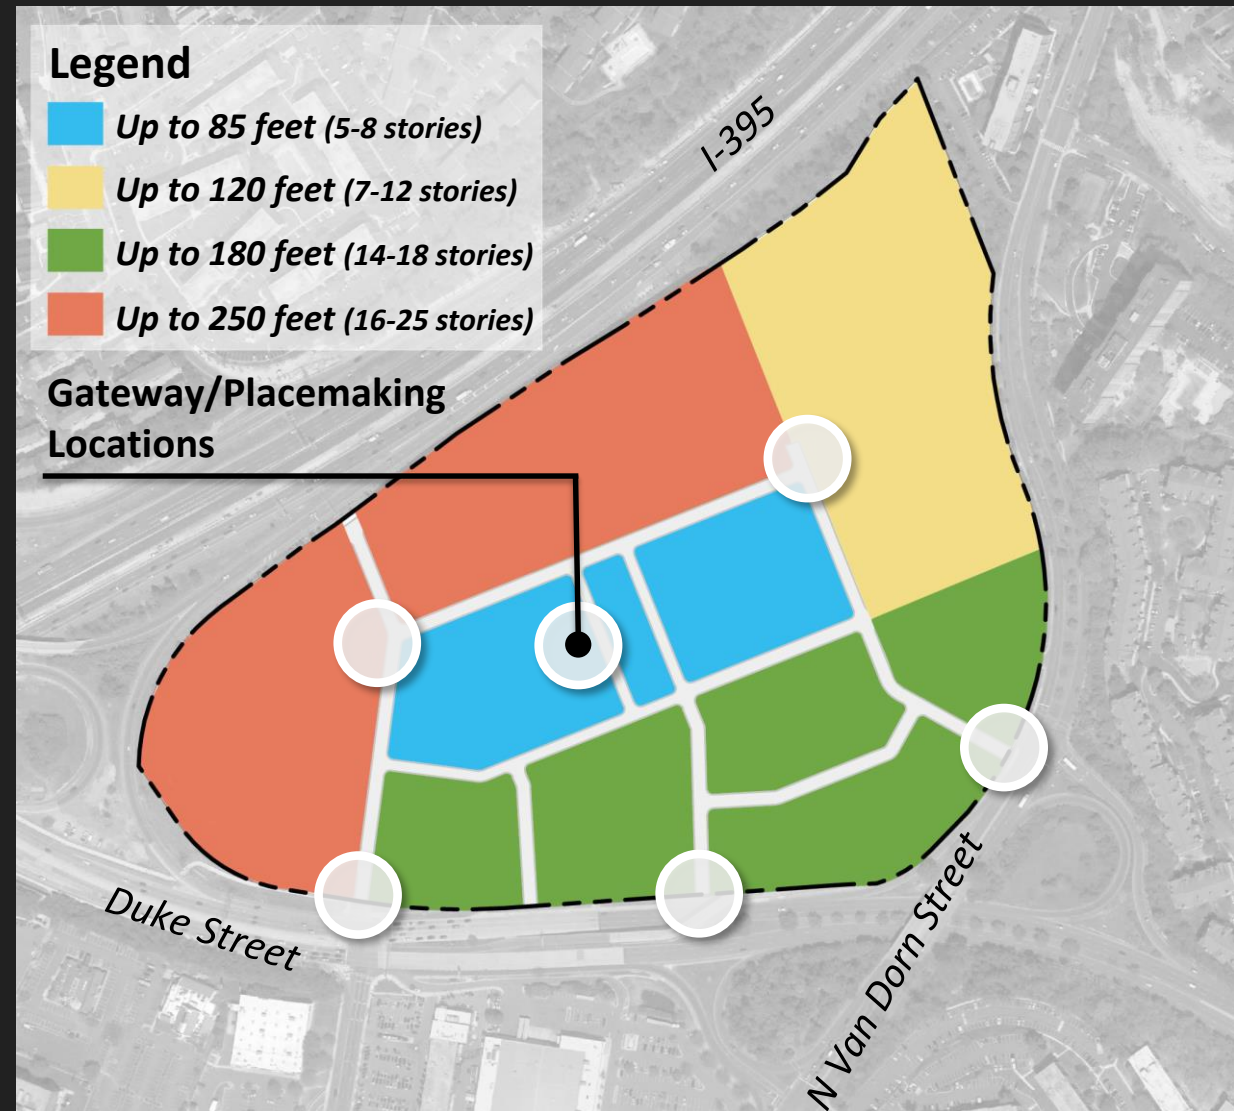 Legend
Up to 85 feet (5-8 stories)
Up to 120 feet (7-12 stories)
Up to 180 feet (14-18 stories)
Up to 250 feet (16-25 stories)
Gateway/Placemaking
Locations
I-395
Duke Street
N Van Dorn Street